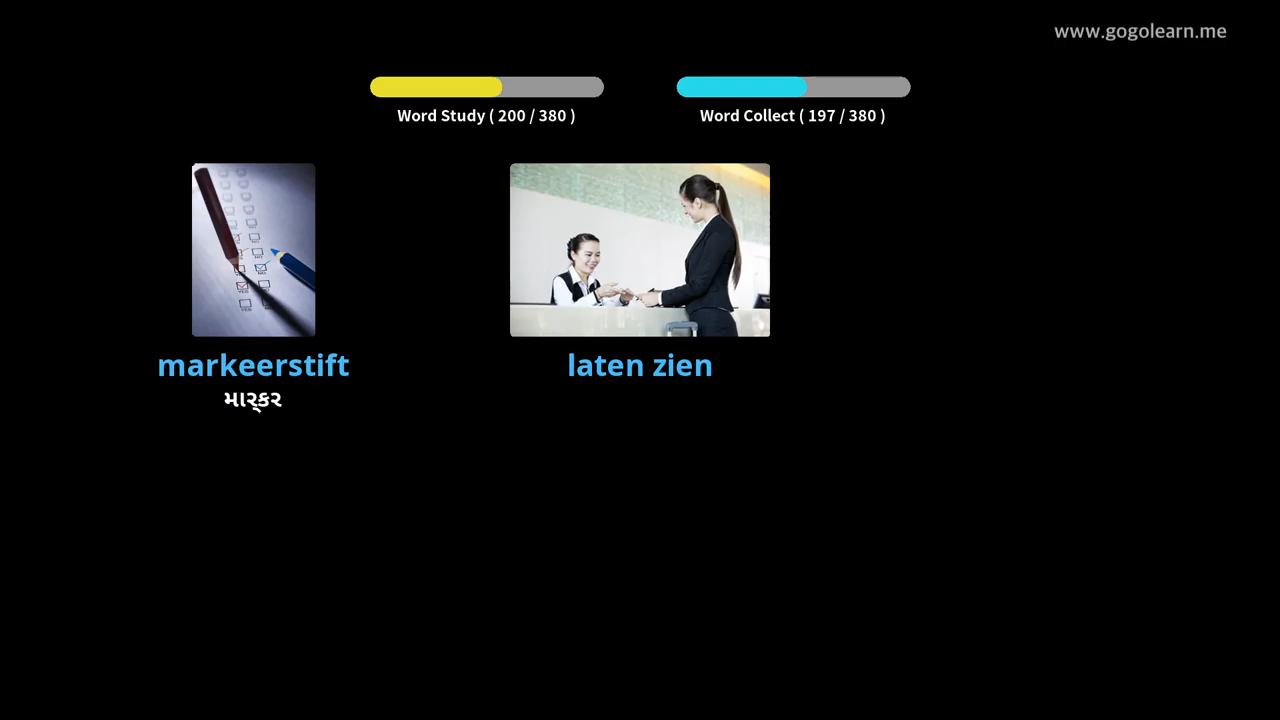 www.gogolearn.me
Word Study ( 200 / 380 )
Word Collect ( 197 / 380 )
markeerstift
માર્કર
laten zien